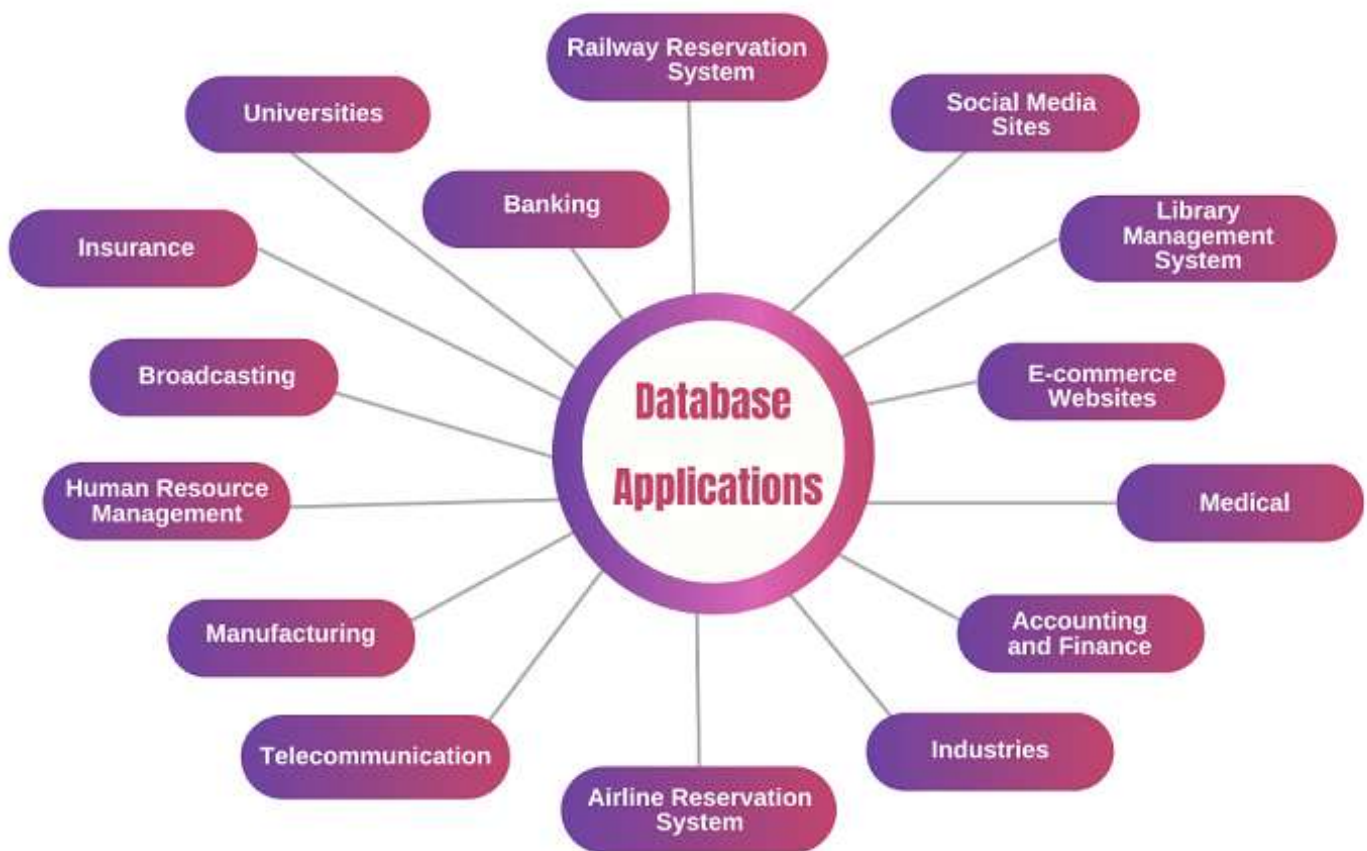 Railway Reservation
System
Social Media
Sites
Universities
Banking
Library
Management
System
Insurance
Broadcasting
E-commerce
Websites
Database
Applications
Human Resource
Management
Medical
Manufacturing
Accounting
and Finance
Telecommunication
Industries
Airline Reservation
System